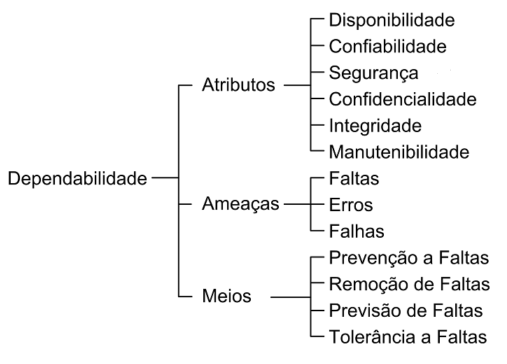 Dependabilidade
Atributos
Disponibilidade
Confiabilidade
Segurança
Confidencialidade
Integridade
Manutenibilidade
Ameaças
Faltas
Erros
Falhas
Meios
Prevenção a Faltas
Remoção de Faltas
Previsão de Faltas
Tolerância a Faltas